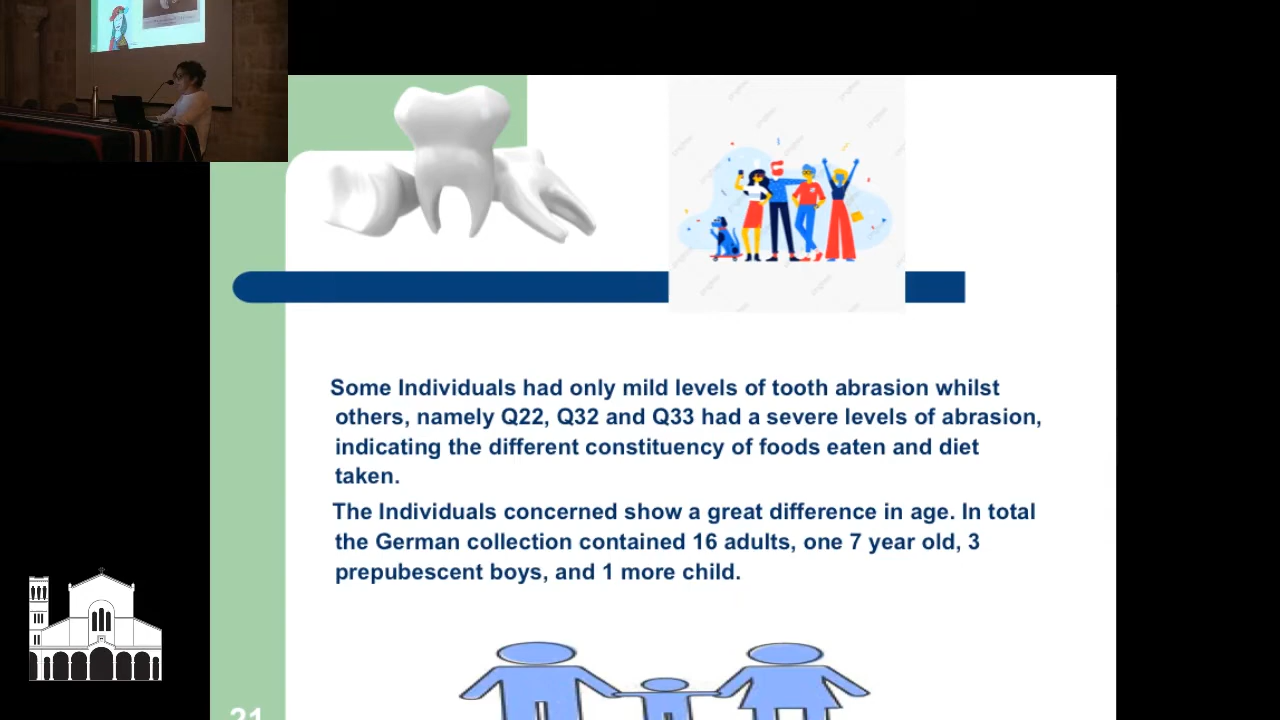 Some Individuals had only mild levels of tooth abrasion whilst
others, namely Q22, Q32 and Q33 had a severe levels of abrasion,
indicating the different constituency of foods eaten and diet
taken.
The Individuals concerned show a great difference in age. In total
the German collection contained 16 adults, one 7 year old, 3
prepubescent boys, and 1 more child.
21